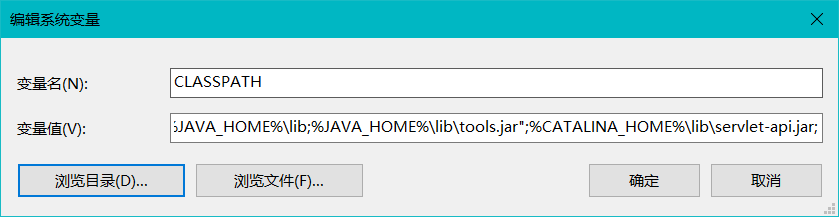 编辑系统变量
变量名(N):
CLASSPATH
变量值(V):
%JAVA_HOME%\lib;%JAVA_HOME%\lib\tools.jar";%CATALINA_HOME%\lib\servlet-api.jar;
浏览目录(D)... 浏览文件(F)... 确定 取消